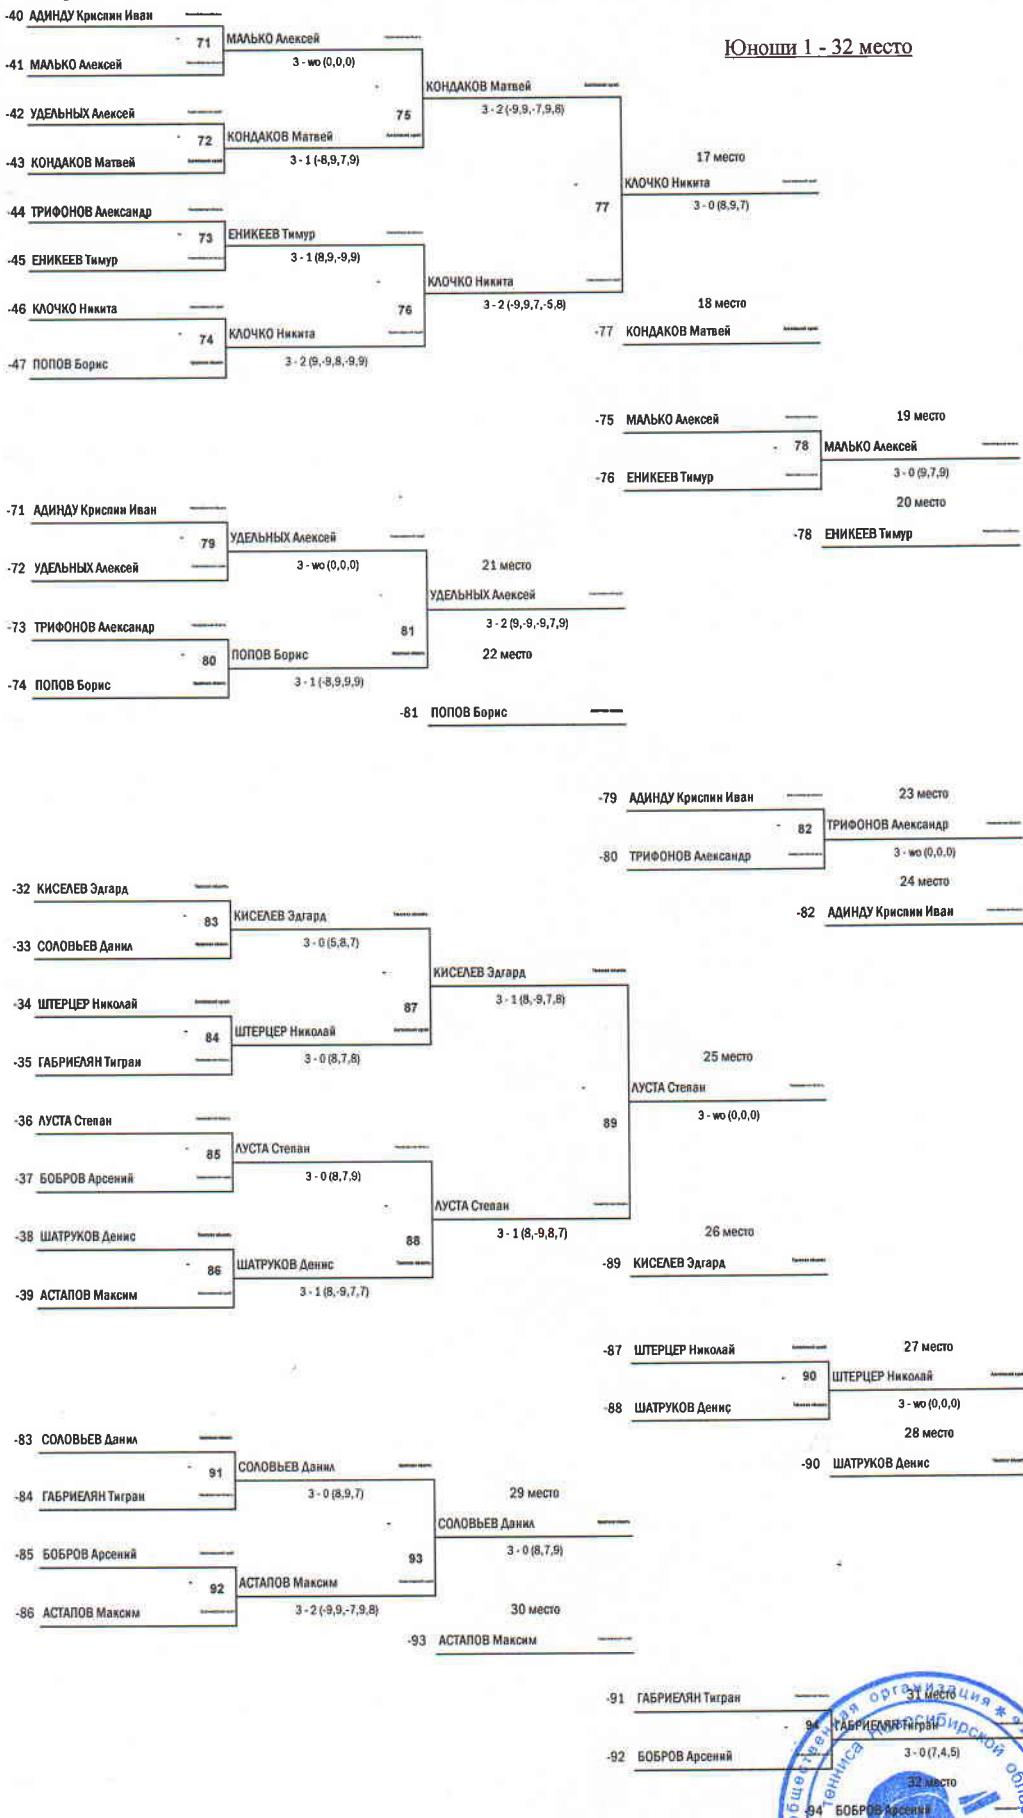 Юноши 1 - 32 место
-40 АДИНДУ Криспин Иван
71 МАЛЬКО Алексей
-41 МАЛЬКО Алексей
3 - wo (0,0,0)
75 КОНДАКОВ Матвей
3 - 2 (-9,9,-7,9,8)
-42 УДЕЛЬНЫХ Алексей
72 КОНДАКОВ Матвей
-43 КОНДАКОВ Матвей
3 - 1 (-8,9,7,9)
17 место
77 КЛОЧКО Никита
3 - 0 (8,9,7)
-44 ТРИФОНОВ Александр
73 ЕНИКЕЕВ Тимур
-45 ЕНИКЕЕВ Тимур
3 - 1 (8,9,-9,9)
76 КЛОЧКО Никита
3 - 2 (-9,9,7,-5,8)
-46 КЛОЧКО Никита
74 КЛОЧКО Никита
-47 ПОПОВ Борис
3 - 2 (9,-9,8,-9,9)
18 место
-77 КОНДАКОВ Матвей
-75 МАЛЬКО Алексей
19 место
78 МАЛЬКО Алексей
-76 ЕНИКЕЕВ Тимур
3 - 0 (9,7,9)
20 место
-78 ЕНИКЕЕВ Тимур
-71 АДИНДУ Криспин Иван
79 УДЕЛЬНЫХ Алексей
-72 УДЕЛЬНЫХ Алексей
3 - wo (0,0,0)
21 место
81 УДЕЛЬНЫХ Алексей
3 - 2 (9,-9,-9,7,9)
-73 ТРИФОНОВ Александр
80 ПОПОВ Борис
-74 ПОПОВ Борис
3 - 1 (-8,9,9,9)
22 место
-81 ПОПОВ Борис
-79 АДИНДУ Криспин Иван
23 место
82 ТРИФОНОВ Александр
-80 ТРИФОНОВ Александр
3 - wo (0,0,0)
24 место
-82 АДИНДУ Криспин Иван
-32 КИСЕЛЕВ Эдгард
83 КИСЕЛЕВ Эдгард
-33 СОЛОВЬЕВ Данил
3 - 0 (5,8,7)
87 КИСЕЛЕВ Эдгард
3 - 1 (8,-9,7,8)
-34 ШТЕРЦЕР Николай
84 ШТЕРЦЕР Николай
-35 ГАБРИЕЛЯН Тигран
3 - 0 (8,7,8)
25 место
89 ЛУСТА Степан
3 - wo (0,0,0)
-36 ЛУСТА Степан
85 ЛУСТА Степан
-37 БОБРОВ Арсений
3 - 0 (8,7,9)
88 ЛУСТА Степан
3 - 1 (8,-9,8,7)
-38 ШАТРУКОВ Денис
86 ШАТРУКОВ Денис
-39 АСТАПОВ Максим
3 - 1 (8,-9,7,7)
26 место
-89 КИСЕЛЕВ Эдгард
-87 ШТЕРЦЕР Николай
27 место
90 ШТЕРЦЕР Николай
-88 ШАТРУКОВ Денис
3 - wo (0,0,0)
28 место
-90 ШАТРУКОВ Денис
-83 СОЛОВЬЕВ Данил
91 СОЛОВЬЕВ Данил
-84 ГАБРИЕЛЯН Тигран
3 - 0 (8,9,7)
29 место
93 СОЛОВЬЕВ Данил
3 - 0 (8,7,9)
-85 БОБРОВ Арсений
92 АСТАПОВ Максим
-86 АСТАПОВ Максим
3 - 2 (-9,9,-7,9,8)
30 место
-93 АСТАПОВ Максим
-91 ГАБРИЕЛЯН Тигран
31 место
94 ГАБРИЕЛЯН Тигран
-92 БОБРОВ Арсений
3 - 0 (7,4,5)
32 место
-94 БОБРОВ Арсений
организация *
тенниса Новосибирской